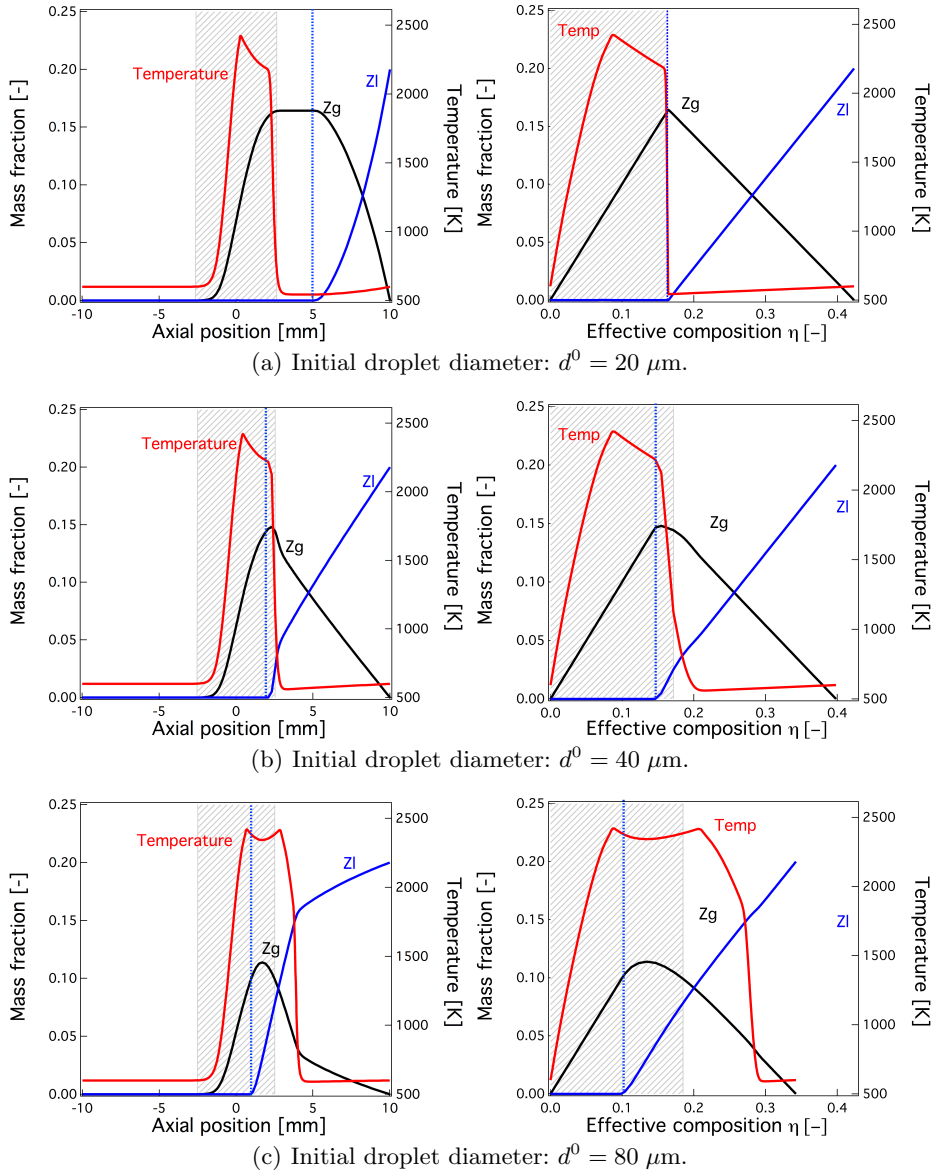 0.25
0.20
0.15
0.10
0.05
0.00
Mass fraction [-]
2500
2000
1500
1000
500
Temperature [K]
-10
-5
0
5
10
Axial position [mm]
Temperature
Zg
Zl
0.25
0.20
0.15
0.10
0.05
0.00
Mass fraction [-]
2500
2000
1500
1000
500
Temperature [K]
0.0
0.1
0.2
0.3
0.4
Effective composition η [–]
Temp
Zg
Zl
(a) Initial droplet diameter: d⁰ = 20 μm.
0.25
0.20
0.15
0.10
0.05
0.00
Mass fraction [-]
2500
2000
1500
1000
500
Temperature [K]
-10
-5
0
5
10
Axial position [mm]
Temperature
Zg
Zl
0.25
0.20
0.15
0.10
0.05
0.00
Mass fraction [-]
2500
2000
1500
1000
500
Temperature [K]
0.0
0.1
0.2
0.3
0.4
Effective composition η [–]
Temp
Zg
Zl
(b) Initial droplet diameter: d⁰ = 40 μm.
0.25
0.20
0.15
0.10
0.05
0.00
Mass fraction [-]
2500
2000
1500
1000
500
Temperature [K]
-10
-5
0
5
10
Axial position [mm]
Temperature
Zg
Zl
0.25
0.20
0.15
0.10
0.05
0.00
Mass fraction [-]
2500
2000
1500
1000
500
Temperature [K]
0.0
0.1
0.2
0.3
0.4
Effective composition η [–]
Temp
Zg
Zl
(c) Initial droplet diameter: d⁰ = 80 μm.